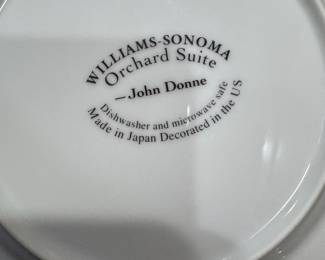 WILLIAMS-SONOMA
Orchard Suite
—John Donne
Dishwasher and microwave safe
Made in Japan Decorated in the US